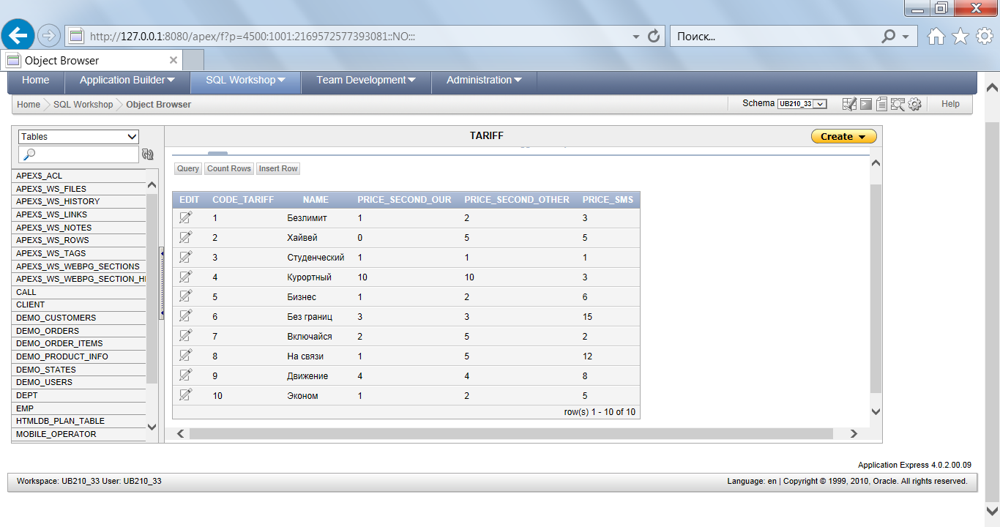 http://127.0.0.1:8080/apex/f?p=4500:1001:2169572577393081::NO:::
Поиск...
Object Browser
Home Application Builder SQL Workshop Team Development Administration
Home SQL Workshop Object Browser
Schema UB210_33 Help
Tables
TARIFF
Create
Query Count Rows Insert Row
APEX$_ACL
APEX$_WS_FILES
APEX$_WS_HISTORY
APEX$_WS_LINKS
APEX$_WS_NOTES
APEX$_WS_ROWS
APEX$_WS_TAGS
APEX$_WS_WEBPG_SECTIONS
APEX$_WS_WEBPG_SECTION_HI
CALL
CLIENT
DEMO_CUSTOMERS
DEMO_ORDERS
DEMO_ORDER_ITEMS
DEMO_PRODUCT_INFO
DEMO_STATES
DEMO_USERS
DEPT
EMP
HTMLDB_PLAN_TABLE
MOBILE_OPERATOR
EDIT CODE_TARIFF NAME PRICE_SECOND_OUR PRICE_SECOND_OTHER PRICE_SMS
1 Безлимит 1 2 3
2 Хайвей 0 5 5
3 Студенческий 1 1 1
4 Курортный 10 10 3
5 Бизнес 1 2 6
6 Без границ 3 3 15
7 Включайся 2 5 2
8 На связи 1 5 12
9 Движение 4 4 8
10 Эконом 1 2 5
row(s) 1 - 10 of 10
Application Express 4.0.2.00.09
Workspace: UB210_33 User: UB210_33
Language: en | Copyright © 1999, 2010, Oracle. All rights reserved.